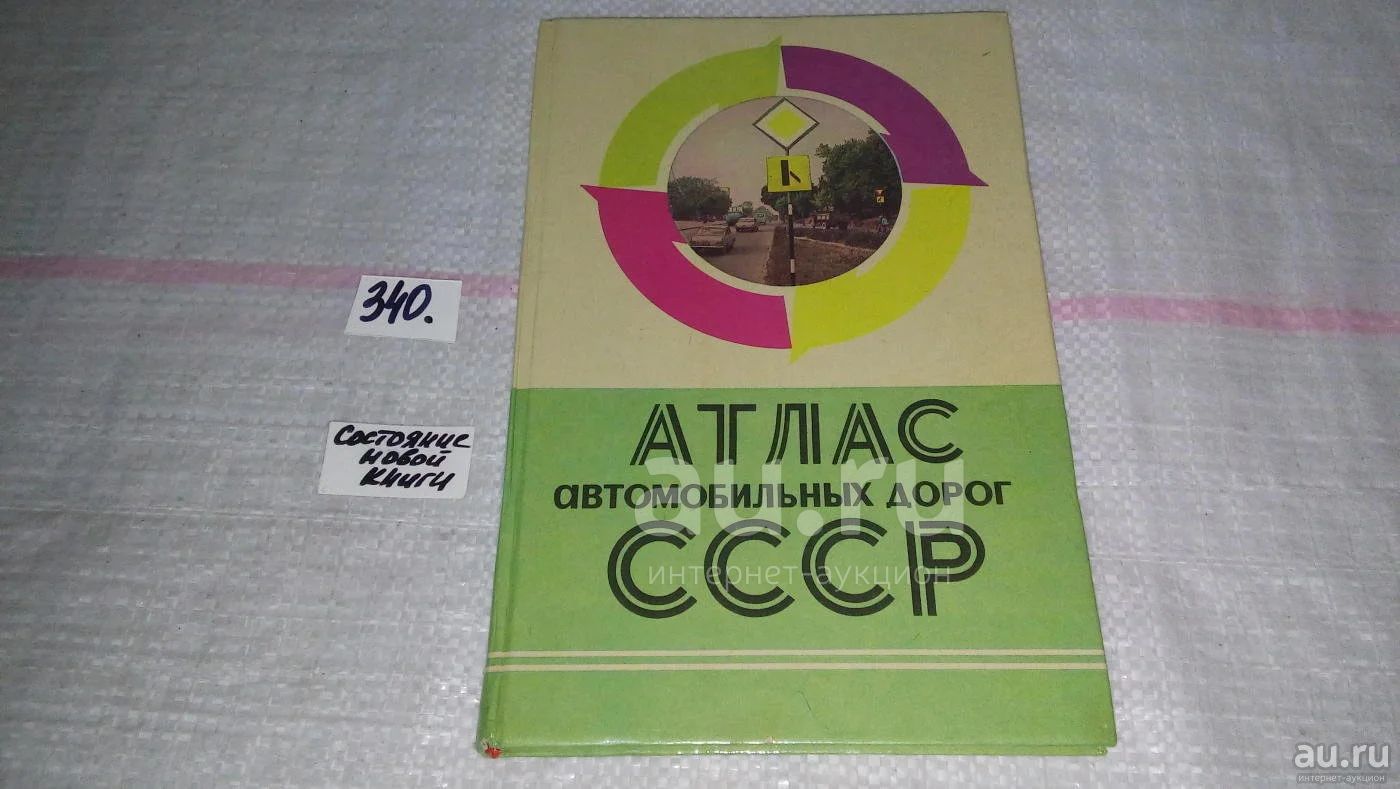 340.
Состояние
новой
книги
АТЛАС
автомобильных дорог
СССР
au.ru
интернет-аукцион
au.ru
интернет-аукцион